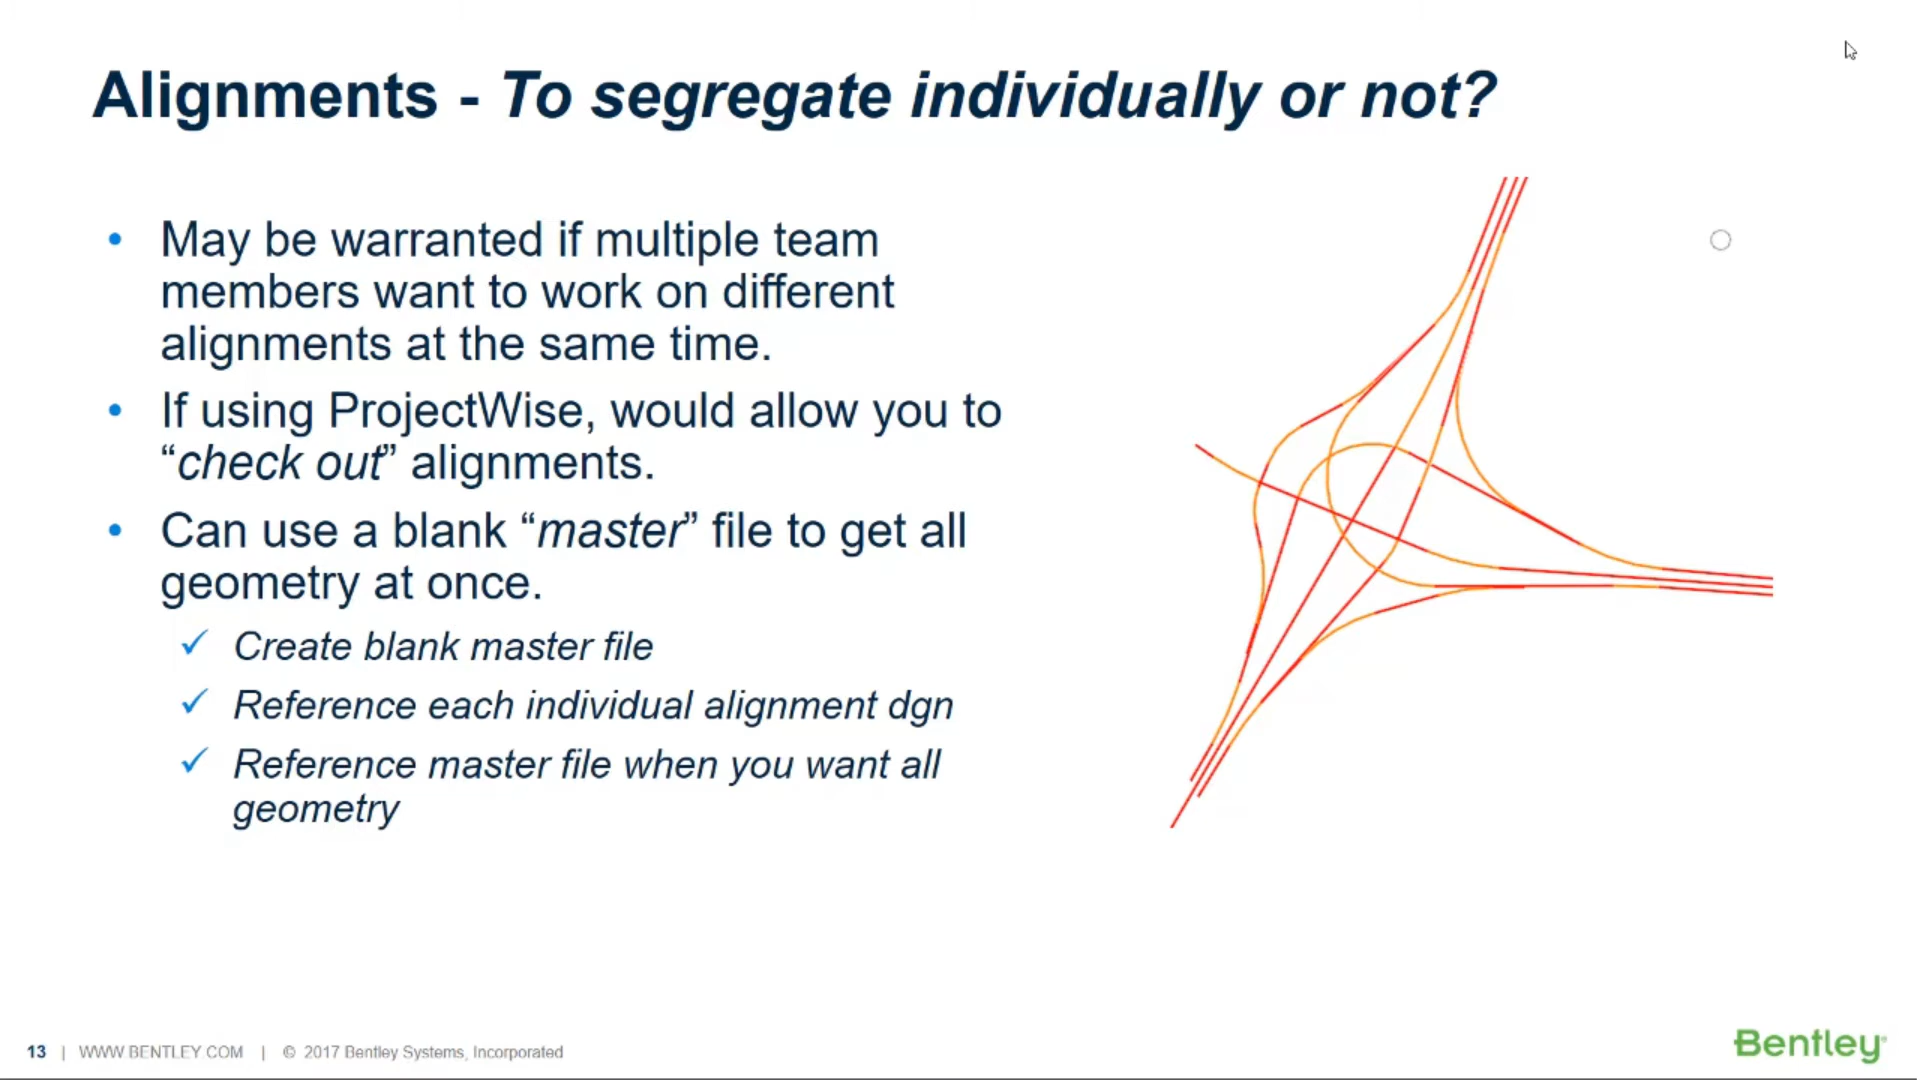 Alignments - To segregate individually or not?
• May be warranted if multiple team
members want to work on different
alignments at the same time.
• If using ProjectWise, would allow you to
“check out” alignments.
• Can use a blank “master” file to get all
geometry at once.
✓ Create blank master file
✓ Reference each individual alignment dgn
✓ Reference master file when you want all
geometry
13 | WWW.BENTLEY.COM | © 2017 Bentley Systems, Incorporated
Bentley®